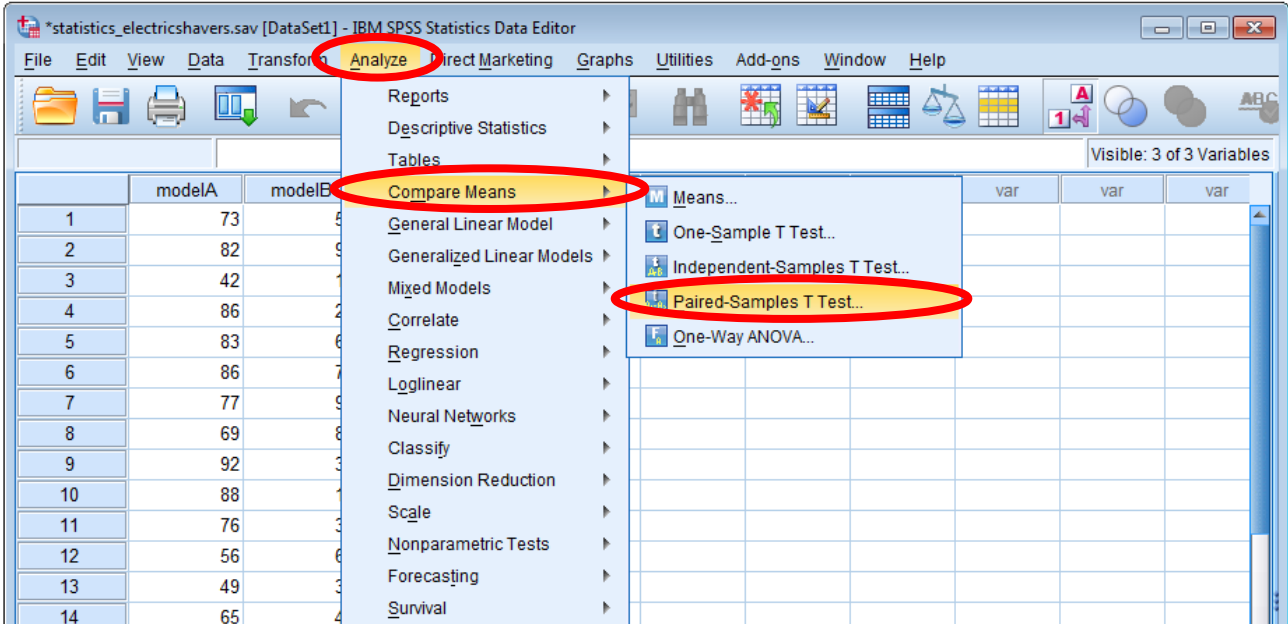 *statistics_electricshavers.sav [DataSet1] - IBM SPSS Statistics Data Editor
File Edit View Data Transform Analyze Direct Marketing Graphs Utilities Add-ons Window Help
Visible: 3 of 3 Variables
modelA modelB var var var
1 73
2 82
3 42
4 86
5 83
6 86
7 77
8 69
9 92
10 88
11 76
12 56
13 49
14 65
Reports
Descriptive Statistics
Tables
Compare Means
General Linear Model
Generalized Linear Models
Mixed Models
Correlate
Regression
Loglinear
Neural Networks
Classify
Dimension Reduction
Scale
Nonparametric Tests
Forecasting
Survival
Means...
One-Sample T Test...
Independent-Samples T Test...
Paired-Samples T Test...
One-Way ANOVA...